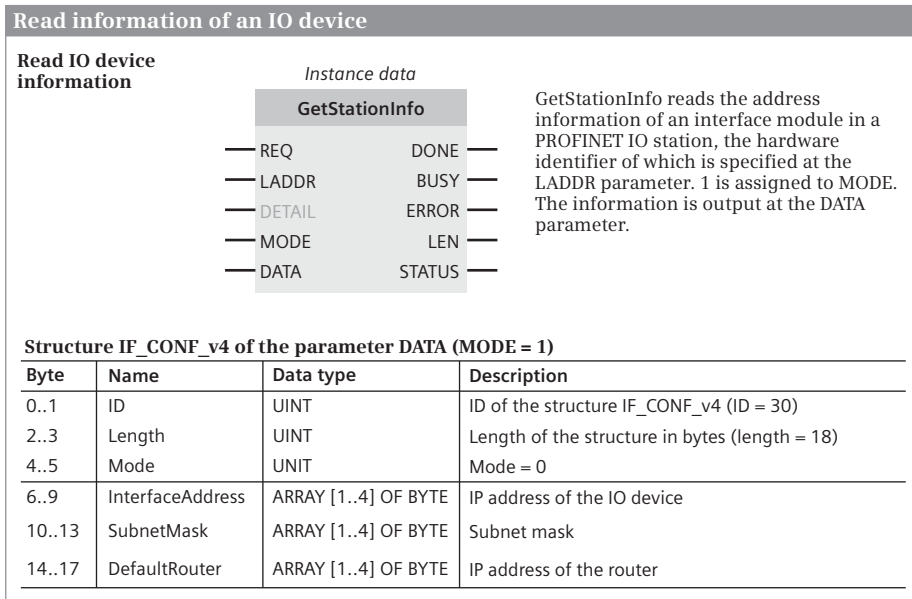 Read information of an IO device
Read IO device
information
Instance data
GetStationInfo
REQ DONE
LADDR BUSY
DETAIL ERROR
MODE LEN
DATA STATUS
GetStationInfo reads the address
information of an interface module in a
PROFINET IO station, the hardware
identifier of which is specified at the
LADDR parameter. 1 is assigned to MODE.
The information is output at the DATA
parameter.
Structure IF_CONF_v4 of the parameter DATA (MODE = 1)
Byte Name Data type Description
0..1 ID UINT ID of the structure IF_CONF_v4 (ID = 30)
2..3 Length UINT Length of the structure in bytes (length = 18)
4..5 Mode UNIT Mode = 0
6..9 InterfaceAddress ARRAY [1..4] OF BYTE IP address of the IO device
10..13 SubnetMask ARRAY [1..4] OF BYTE Subnet mask
14..17 DefaultRouter ARRAY [1..4] OF BYTE IP address of the router